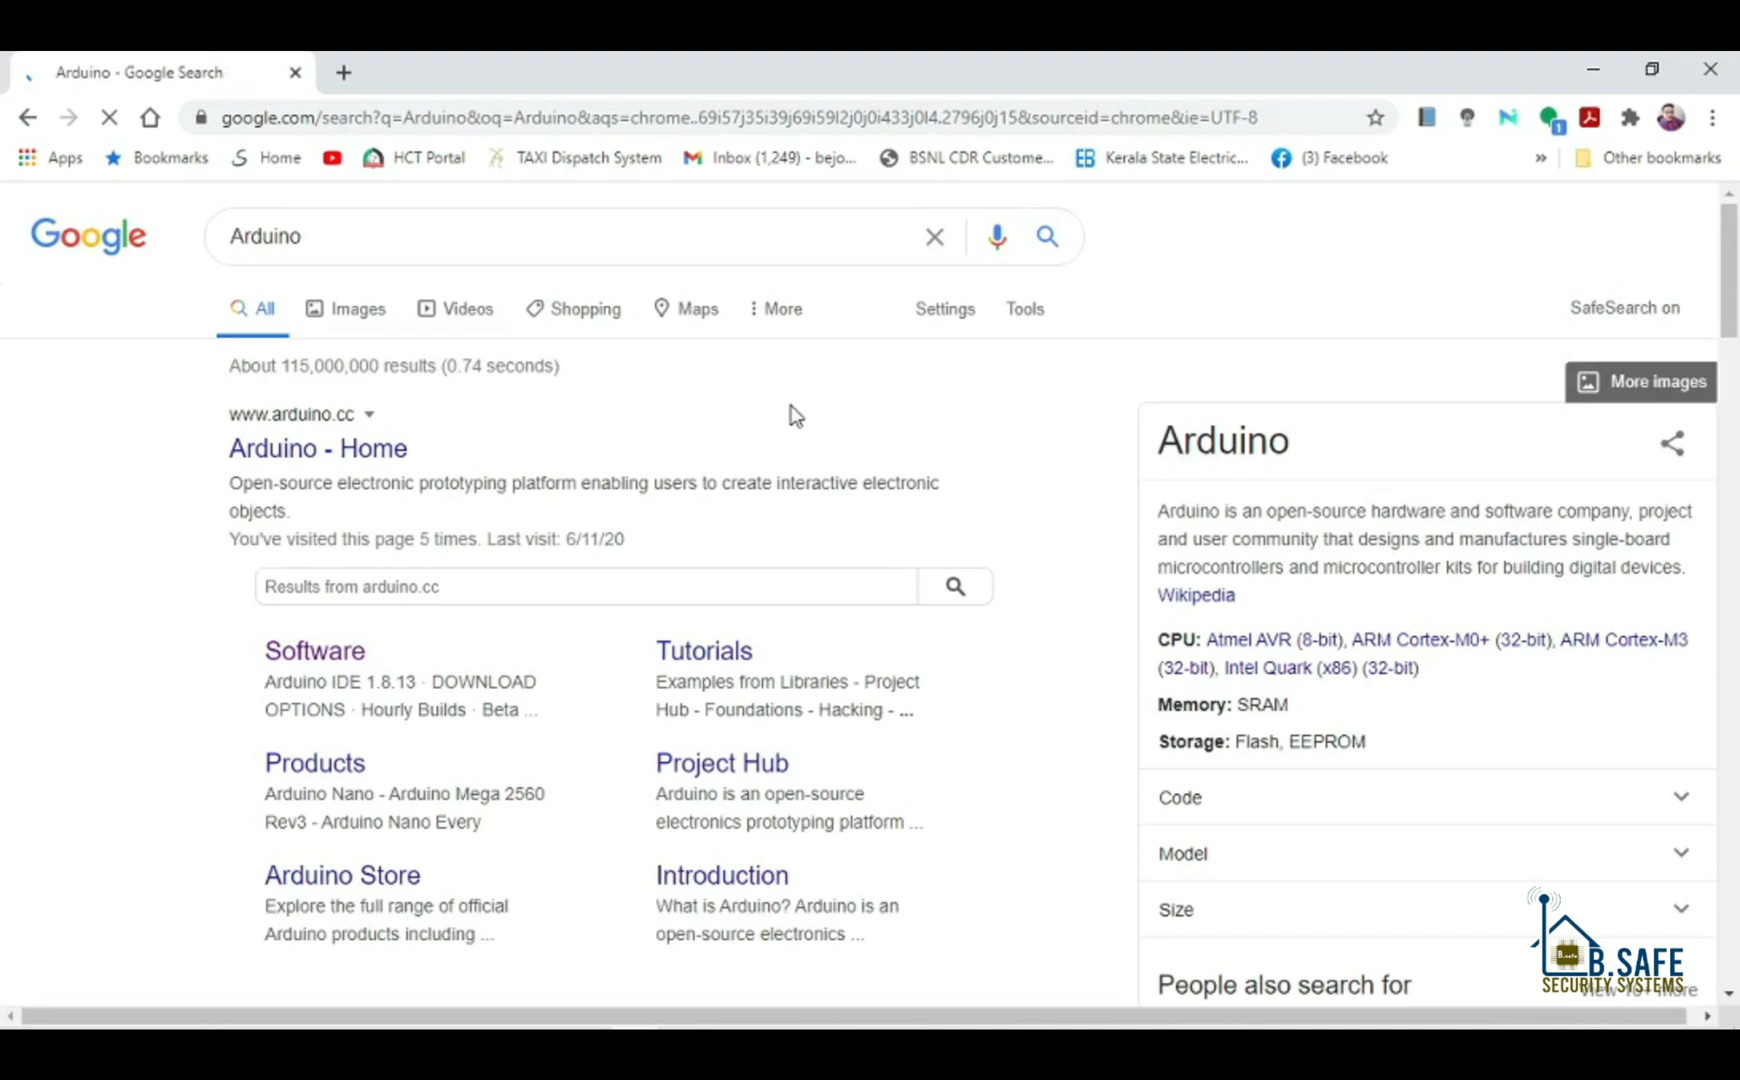 Arduino - Google Search
google.com/search?q=Arduino&oq=Arduino&aqs=chrome..69i57j35i39j69i59l2j0j0i433j0l4.2796j0j15&sourceid=chrome&ie=UTF-8
1
Apps Bookmarks Home HCT Portal TAXI Dispatch System Inbox (1,249) - bejo... BSNL CDR Custome... EB Kerala State Electric... (3) Facebook » Other bookmarks
Google
Arduino
All Images Videos Shopping Maps More Settings Tools SafeSearch on
About 115,000,000 results (0.74 seconds)
More images
www.arduino.cc
Arduino - Home
Open-source electronic prototyping platform enabling users to create interactive electronic
objects.
You've visited this page 5 times. Last visit: 6/11/20
Results from arduino.cc
Software
Arduino IDE 1.8.13 · DOWNLOAD
OPTIONS · Hourly Builds · Beta ...
Tutorials
Examples from Libraries - Project
Hub - Foundations - Hacking - ...
Products
Arduino Nano - Arduino Mega 2560
Rev3 - Arduino Nano Every
Project Hub
Arduino is an open-source
electronics prototyping platform ...
Arduino Store
Explore the full range of official
Arduino products including ...
Introduction
What is Arduino? Arduino is an
open-source electronics ...
Arduino
Arduino is an open-source hardware and software company, project
and user community that designs and manufactures single-board
microcontrollers and microcontroller kits for building digital devices.
Wikipedia
CPU: Atmel AVR (8-bit), ARM Cortex-M0+ (32-bit), ARM Cortex-M3
(32-bit), Intel Quark (x86) (32-bit)
Memory: SRAM
Storage: Flash, EEPROM
Code
Model
Size
People also search for
B.safe
B.SAFE
SECURITY SYSTEMS